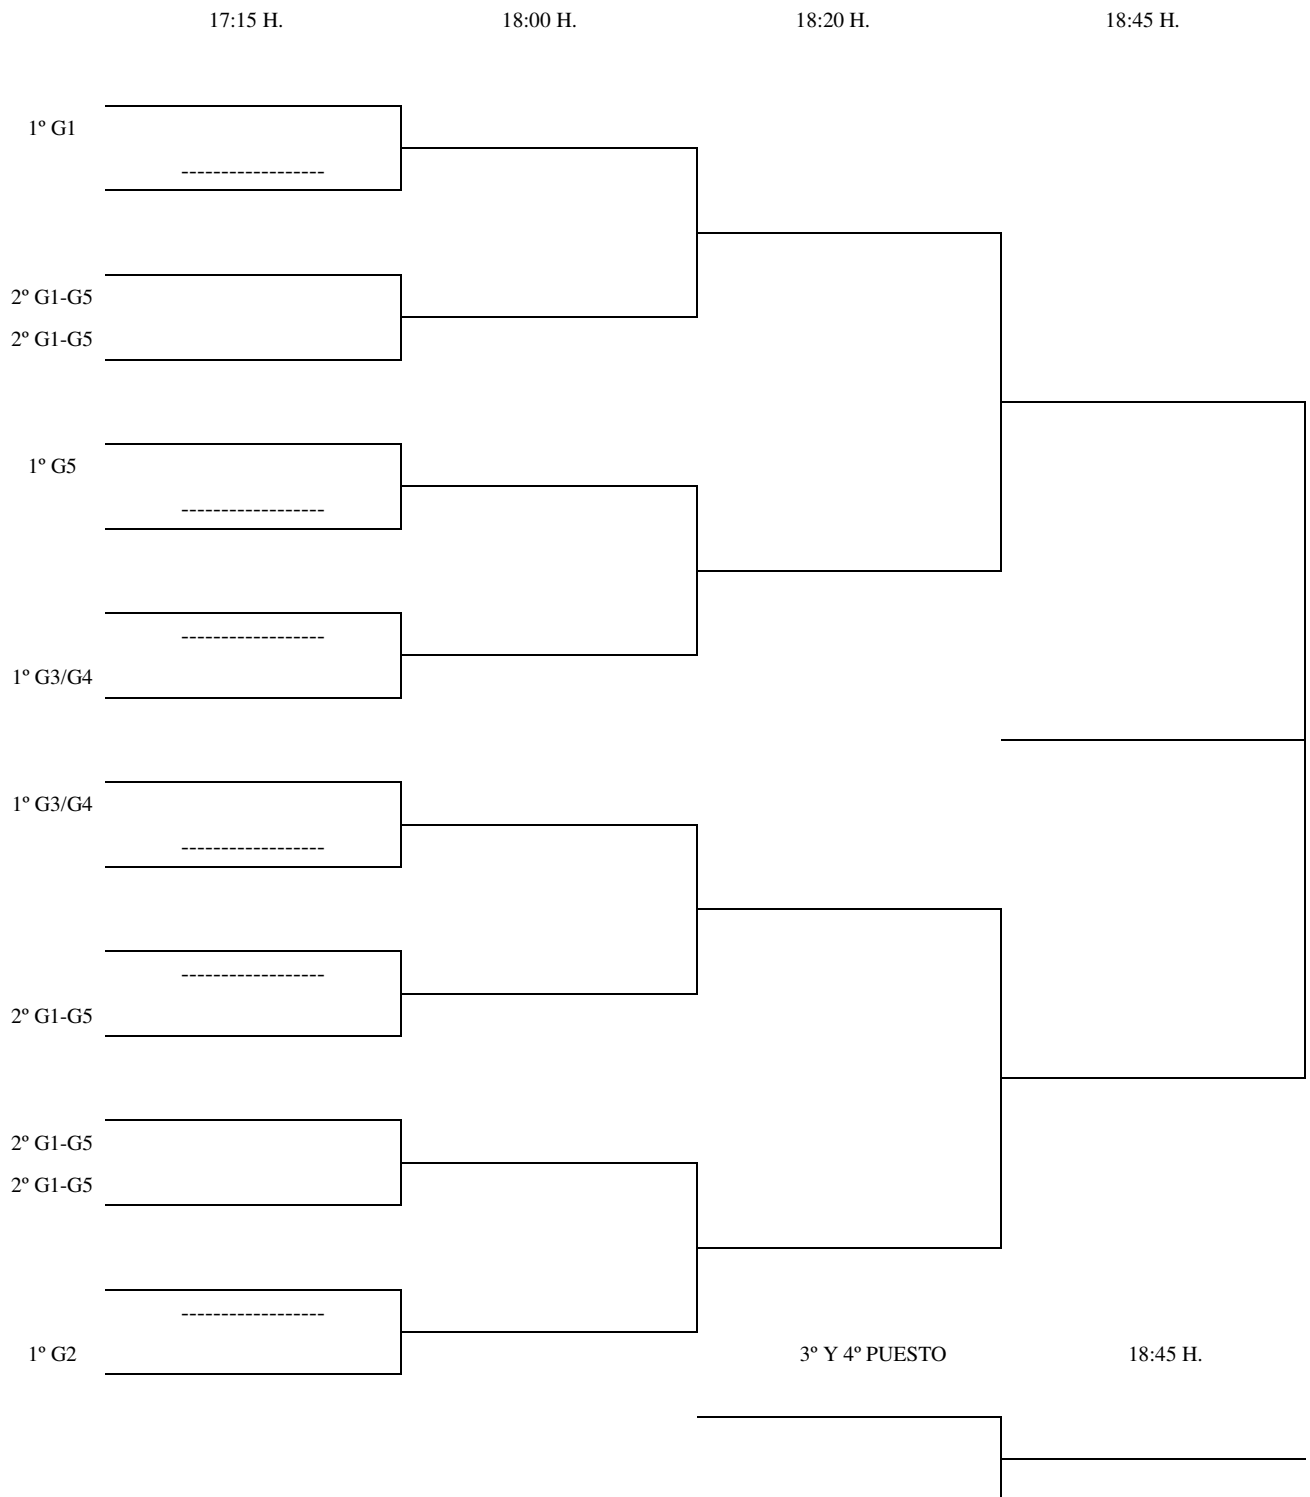 17:15 H. 18:00 H. 18:20 H. 18:45 H.
1º G1
------------------
2º G1-G5
2º G1-G5
1º G5
------------------
------------------
1º G3/G4
1º G3/G4
------------------
------------------
2º G1-G5
2º G1-G5
2º G1-G5
------------------
1º G2 3º Y 4º PUESTO 18:45 H.